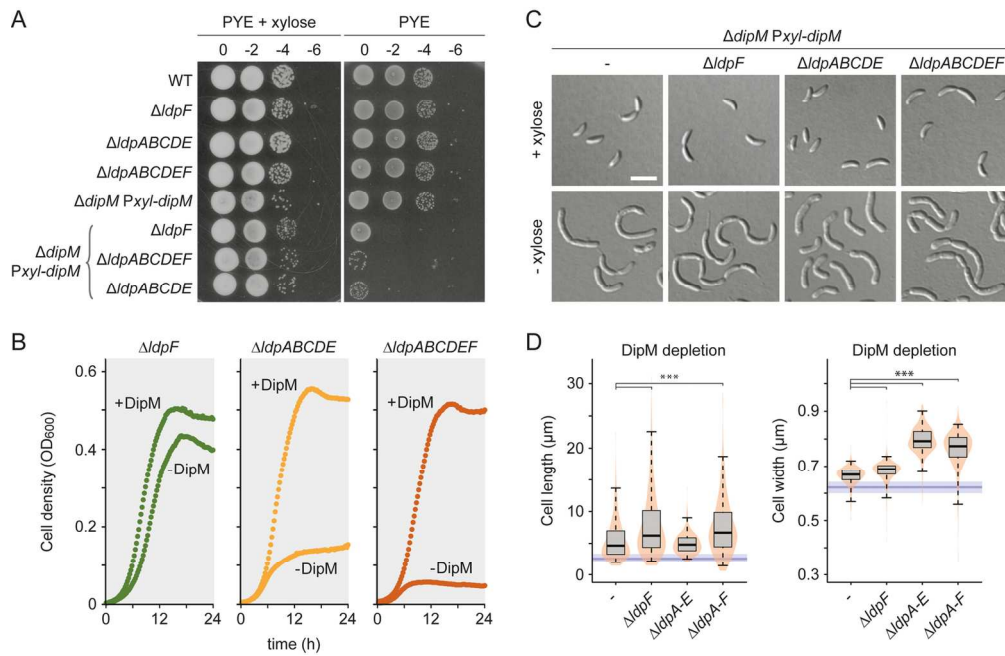 A
PYE + xylose
PYE
0 -2 -4 -6
0 -2 -4 -6
WT
ΔldpF
ΔldpABCDE
ΔldpABCDEF
ΔdipM Pxyl-dipM
ΔdipM
Pxyl-dipM
ΔldpF
ΔldpABCDEF
ΔldpABCDE
B
ΔldpF
ΔldpABCDE
ΔldpABCDEF
Cell density (OD600)
0.6
0.4
0.2
0
+DipM
-DipM
+DipM
-DipM
+DipM
-DipM
0 12 24
0 12 24
0 12 24
time (h)
C
ΔdipM Pxyl-dipM
- ΔldpF ΔldpABCDE ΔldpABCDEF
+ xylose
- xylose
D
DipM depletion
***
Cell length (µm)
30
20
10
0
- ΔldpF ΔldpA-E ΔldpA-F
DipM depletion
***
Cell width (µm)
1.1
0.9
0.7
0.5
0.3
- ΔldpF ΔldpA-E ΔldpA-F